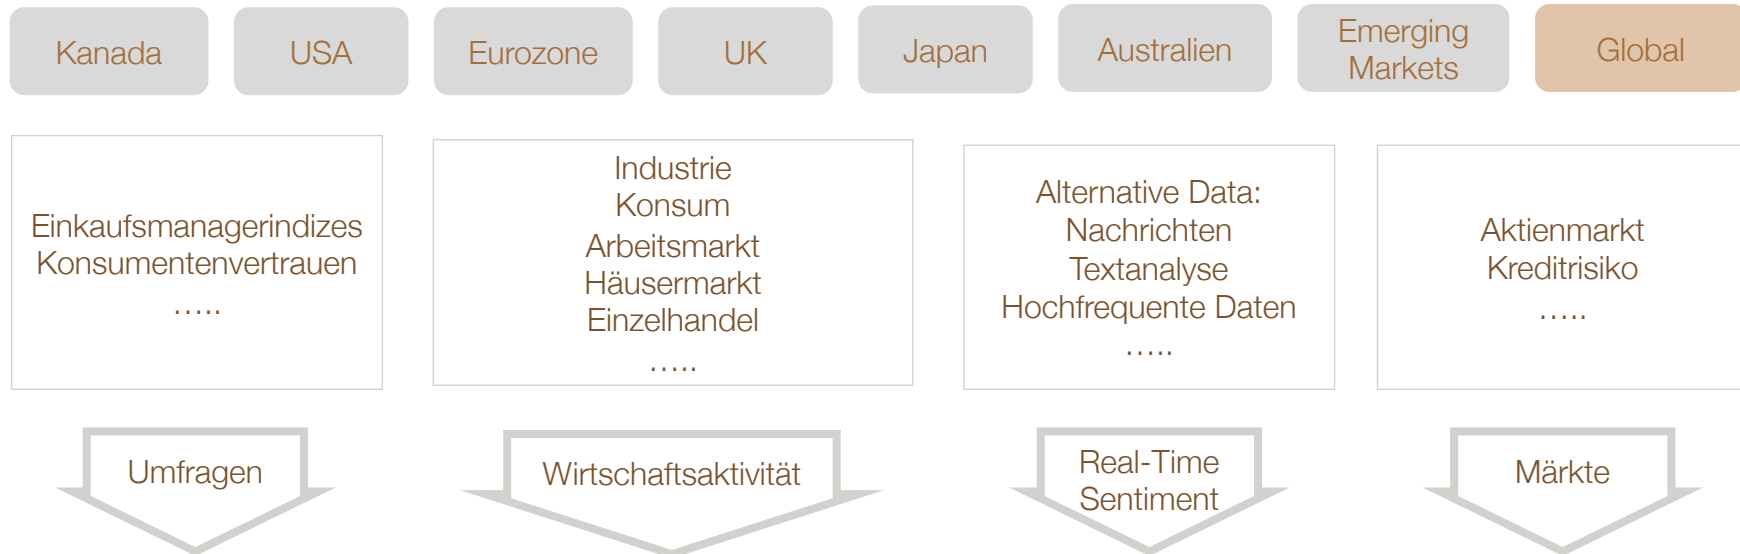 Kanada
USA
Eurozone
UK
Japan
Australien
Emerging
Markets
Global
Einkaufsmanagerindizes
Konsumentenvertrauen
…..
Industrie
Konsum
Arbeitsmarkt
Häusermarkt
Einzelhandel
…..
Alternative Data:
Nachrichten
Textanalyse
Hochfrequente Daten
…..
Aktienmarkt
Kreditrisiko
…..
Umfragen
Wirtschaftsaktivität
Real-Time
Sentiment
Märkte